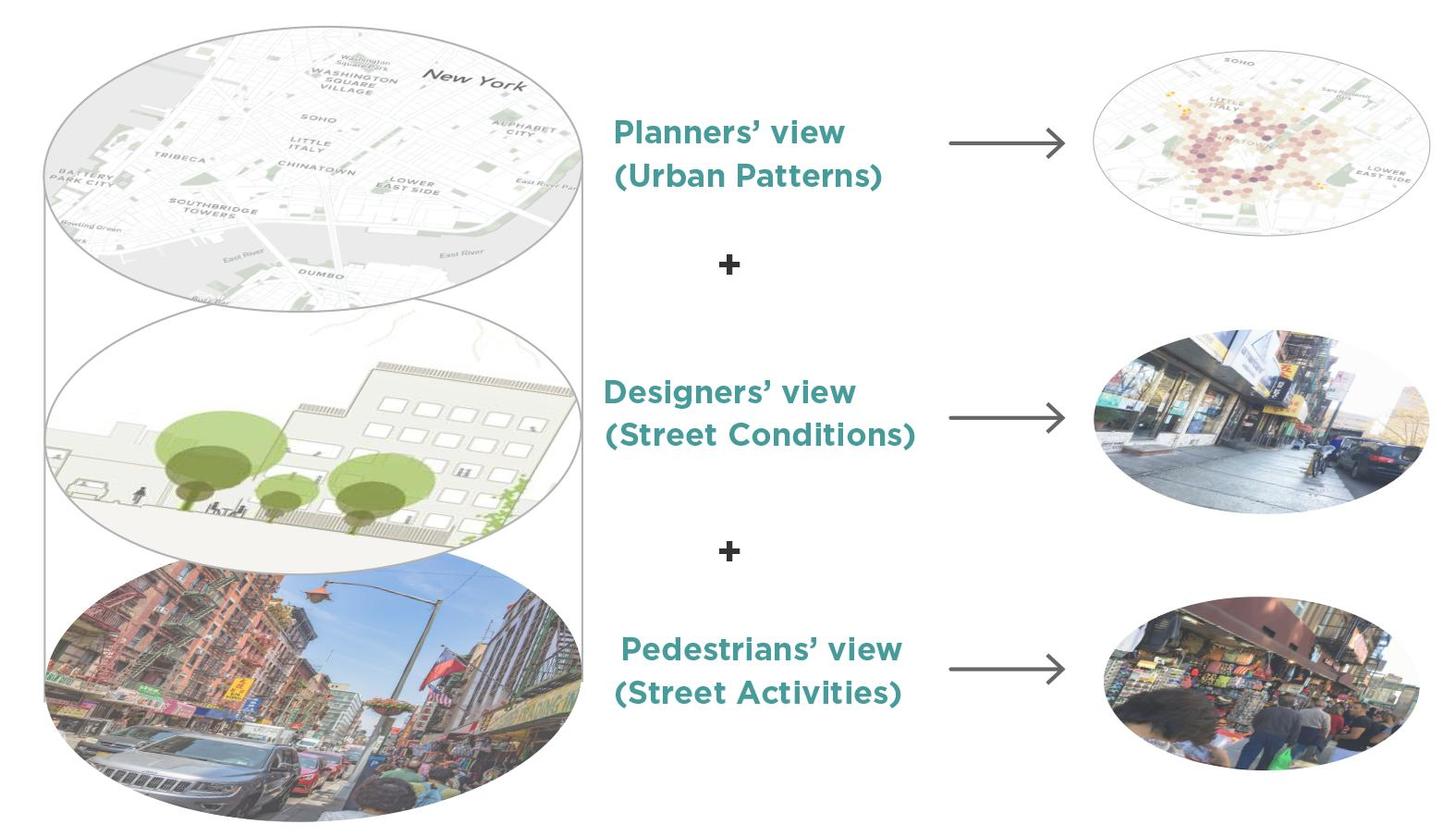 Washington
Square Park
WASHINGTON
SQUARE
VILLAGE
New York
SOHO
ALPHABET
CITY
LITTLE
ITALY
TRIBECA
CHINATOWN
BATTERY
PARK CITY
LOWER
EAST SIDE
East River Par
SOUTHBRIDGE
TOWERS
Bowling Green
East River
East River
DUMBO
Planners’ view
(Urban Patterns)
SOHO
LITTLE
ITALY
LOWER
EAST SIDE
+
Designers’ view
(Street Conditions)
+
Pedestrians’ view
(Street Activities)